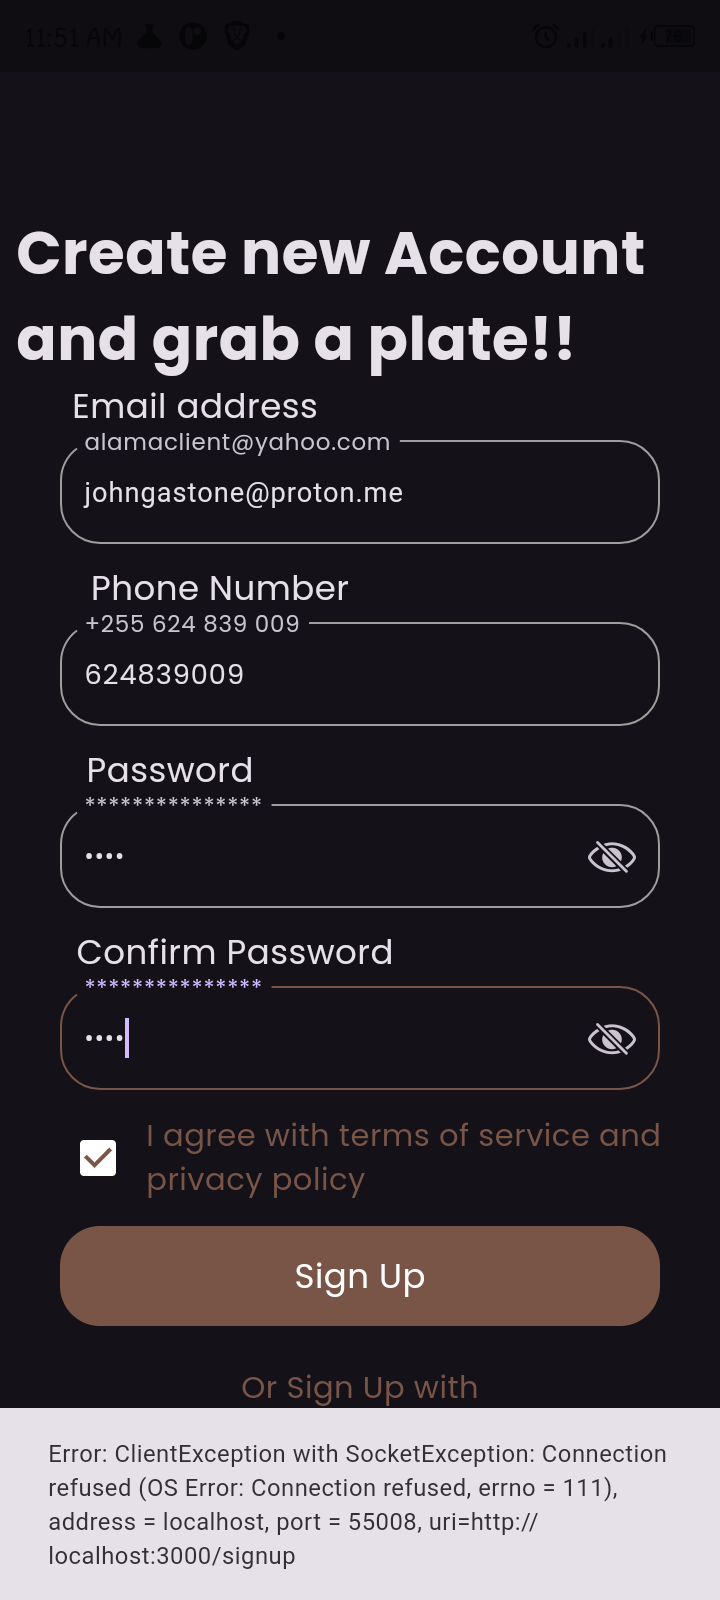 11:51 AM
Create new Account
and grab a plate!!
Email address
alamaclient@yahoo.com
johngastone@proton.me
Phone Number
+255 624 839 009
624839009
Password
***************
••••
Confirm Password
***************
••••
I agree with terms of service and
privacy policy
Sign Up
Or Sign Up with
Error: ClientException with SocketException: Connection
refused (OS Error: Connection refused, errno = 111),
address = localhost, port = 55008, uri=http://
localhost:3000/signup